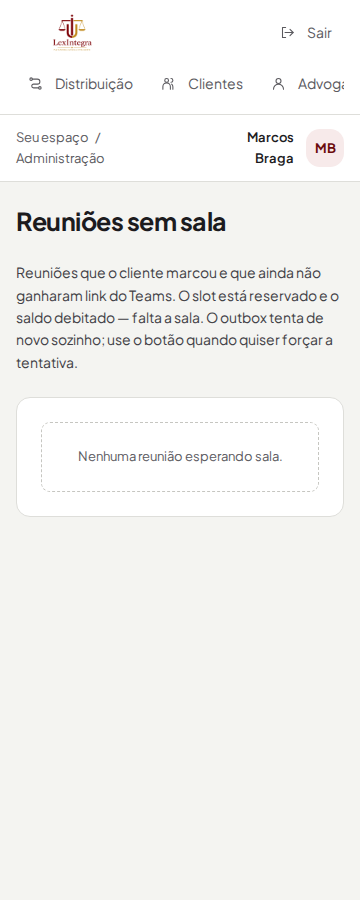 LexIntegra
Sair
Distribuição
Clientes
Advoga
Seu espaço /
Administração
Marcos
Braga
MB
Reuniões sem sala
Reuniões que o cliente marcou e que ainda não
ganharam link do Teams. O slot está reservado e o
saldo debitado — falta a sala. O outbox tenta de
novo sozinho; use o botão quando quiser forçar a
tentativa.
Nenhuma reunião esperando sala.